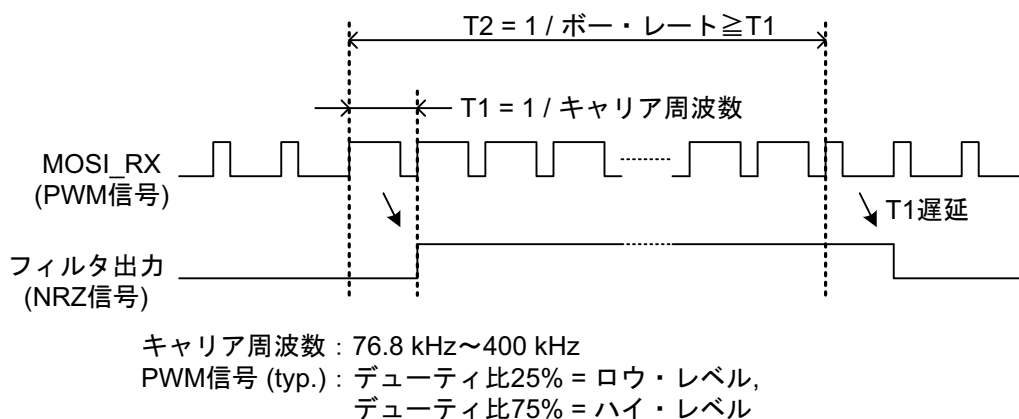 T2 = 1 / ボー・レート≧T1
T1 = 1 / キャリア周波数
MOSI_RX
(PWM信号)
T1遅延
フィルタ出力
(NRZ信号)
キャリア周波数 : 76.8 kHz～400 kHz
PWM信号 (typ.) : デューティ比25% = ロウ・レベル,
デューティ比75% = ハイ・レベル